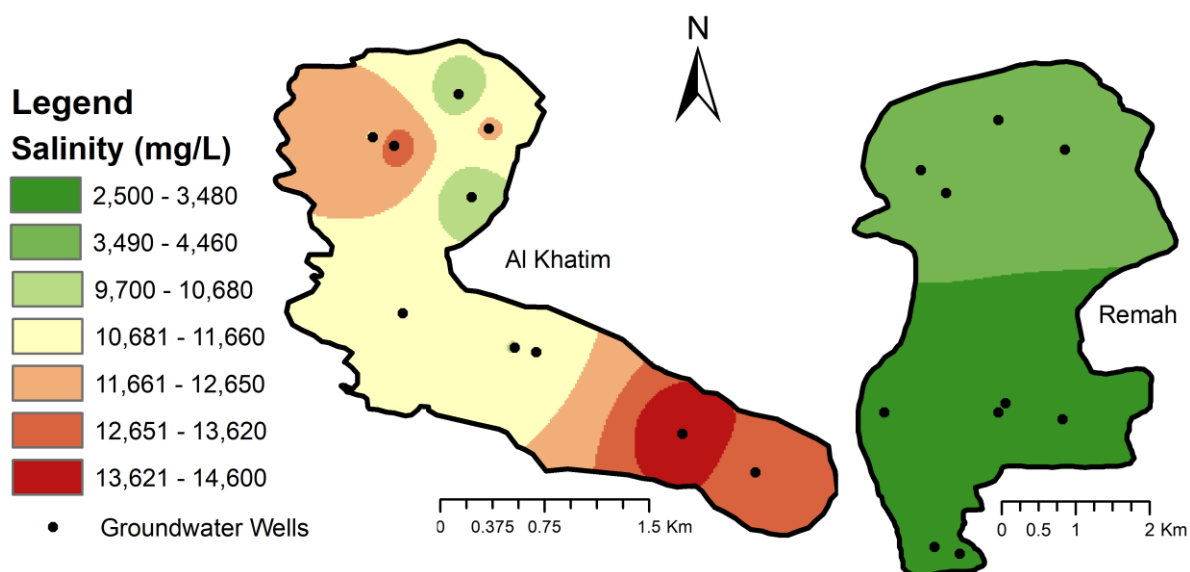 N
Legend
Salinity (mg/L)
2,500 - 3,480
3,490 - 4,460
9,700 - 10,680
10,681 - 11,660
11,661 - 12,650
12,651 - 13,620
13,621 - 14,600
Groundwater Wells
Al Khatim
0 0.375 0.75 1.5 Km
Remah
0 0.5 1 2 Km